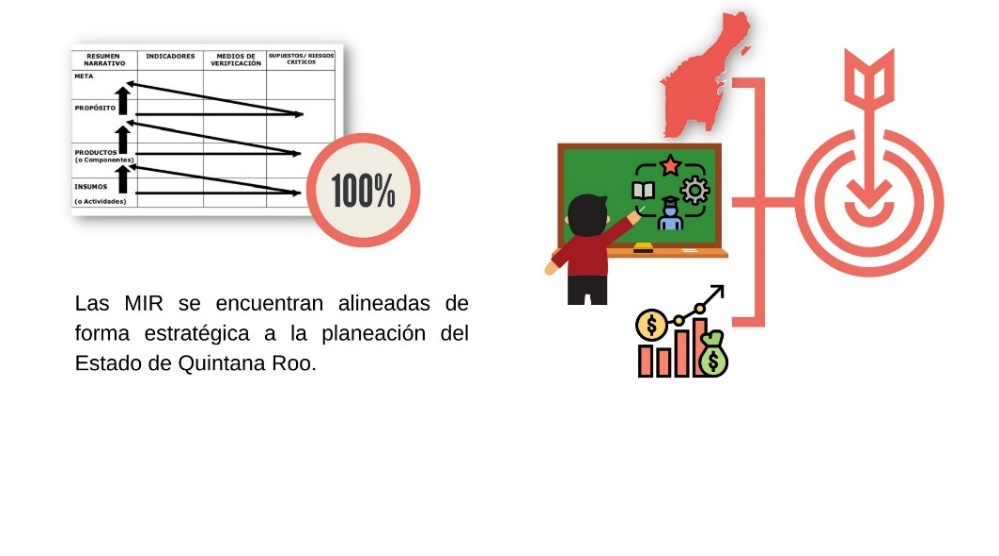 RESUMEN NARRATIVO
INDICADORES
MEDIOS DE VERIFICACIÓN
SUPUESTOS/ RIESGOS CRITICOS
META
PROPÓSITO
PRODUCTOS
(o Componentes)
INSUMOS
(o Actividades)
100%
Las MIR se encuentran alineadas de
forma estratégica a la planeación del
Estado de Quintana Roo.